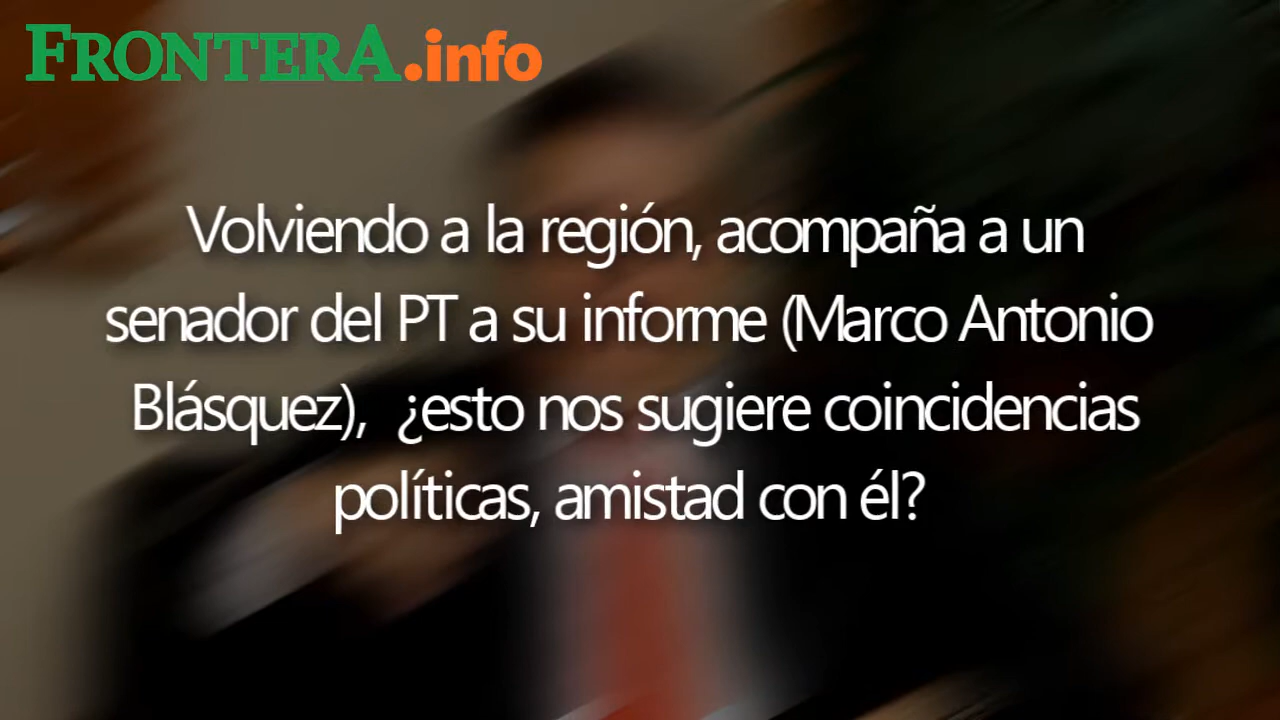 FRONTERA.info
Volviendo a la región, acompaña a un
senador del PT a su informe (Marco Antonio
Blásquez),  ¿esto nos sugiere coincidencias
políticas, amistad con él?